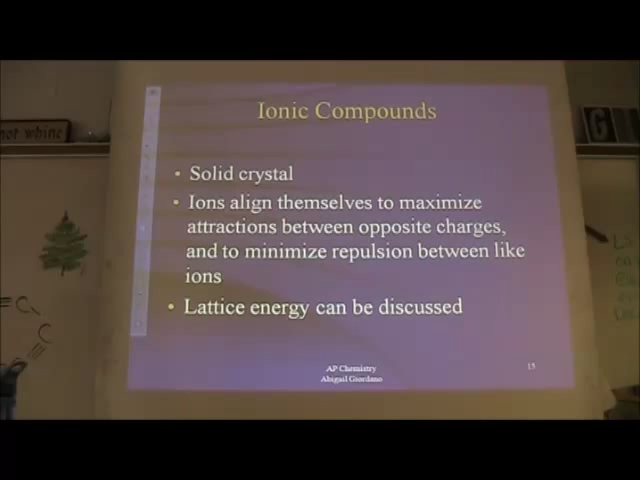 not whine
Ionic Compounds
• Solid crystal
• Ions align themselves to maximize
attractions between opposite charges,
and to minimize repulsion between like
ions
• Lattice energy can be discussed
AP Chemistry
Abigail Giordano
15